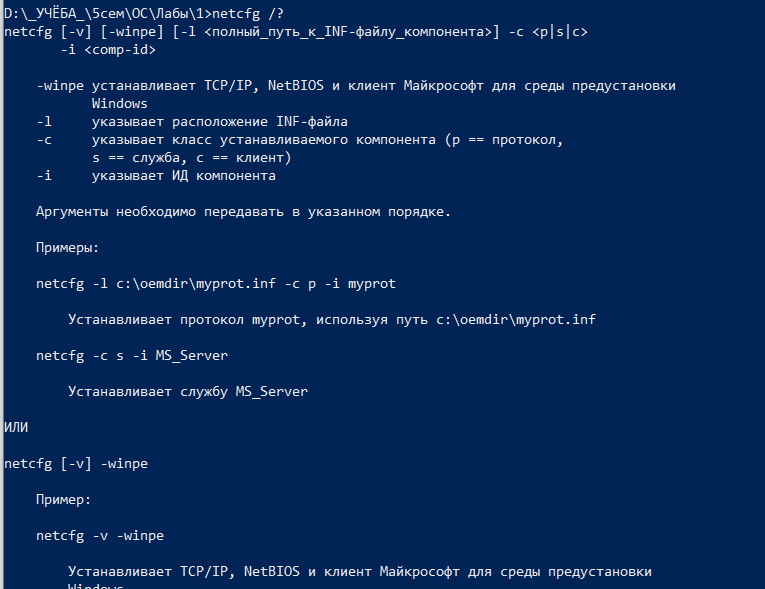 D:\_УЧЁБА_\5сем\ОС\Лабы\1>netcfg /?
netcfg [-v] [-winpe] [-l <полный_путь_к_INF-файлу_компонента>] -c <p|s|c>
-i <comp-id>
-winpe устанавливает TCP/IP, NetBIOS и клиент Майкрософт для среды предустановки
Windows
-l указывает расположение INF-файла
-c указывает класс устанавливаемого компонента (p == протокол,
s == служба, c == клиент)
-i указывает ИД компонента
Аргументы необходимо передавать в указанном порядке.
Примеры:
netcfg -l c:\oemdir\myprot.inf -c p -i myprot
Устанавливает протокол myprot, используя путь c:\oemdir\myprot.inf
netcfg -c s -i MS_Server
Устанавливает службу MS_Server
ИЛИ
netcfg [-v] -winpe
Пример:
netcfg -v -winpe
Устанавливает TCP/IP, NetBIOS и клиент Майкрософт для среды предустановки
Windows